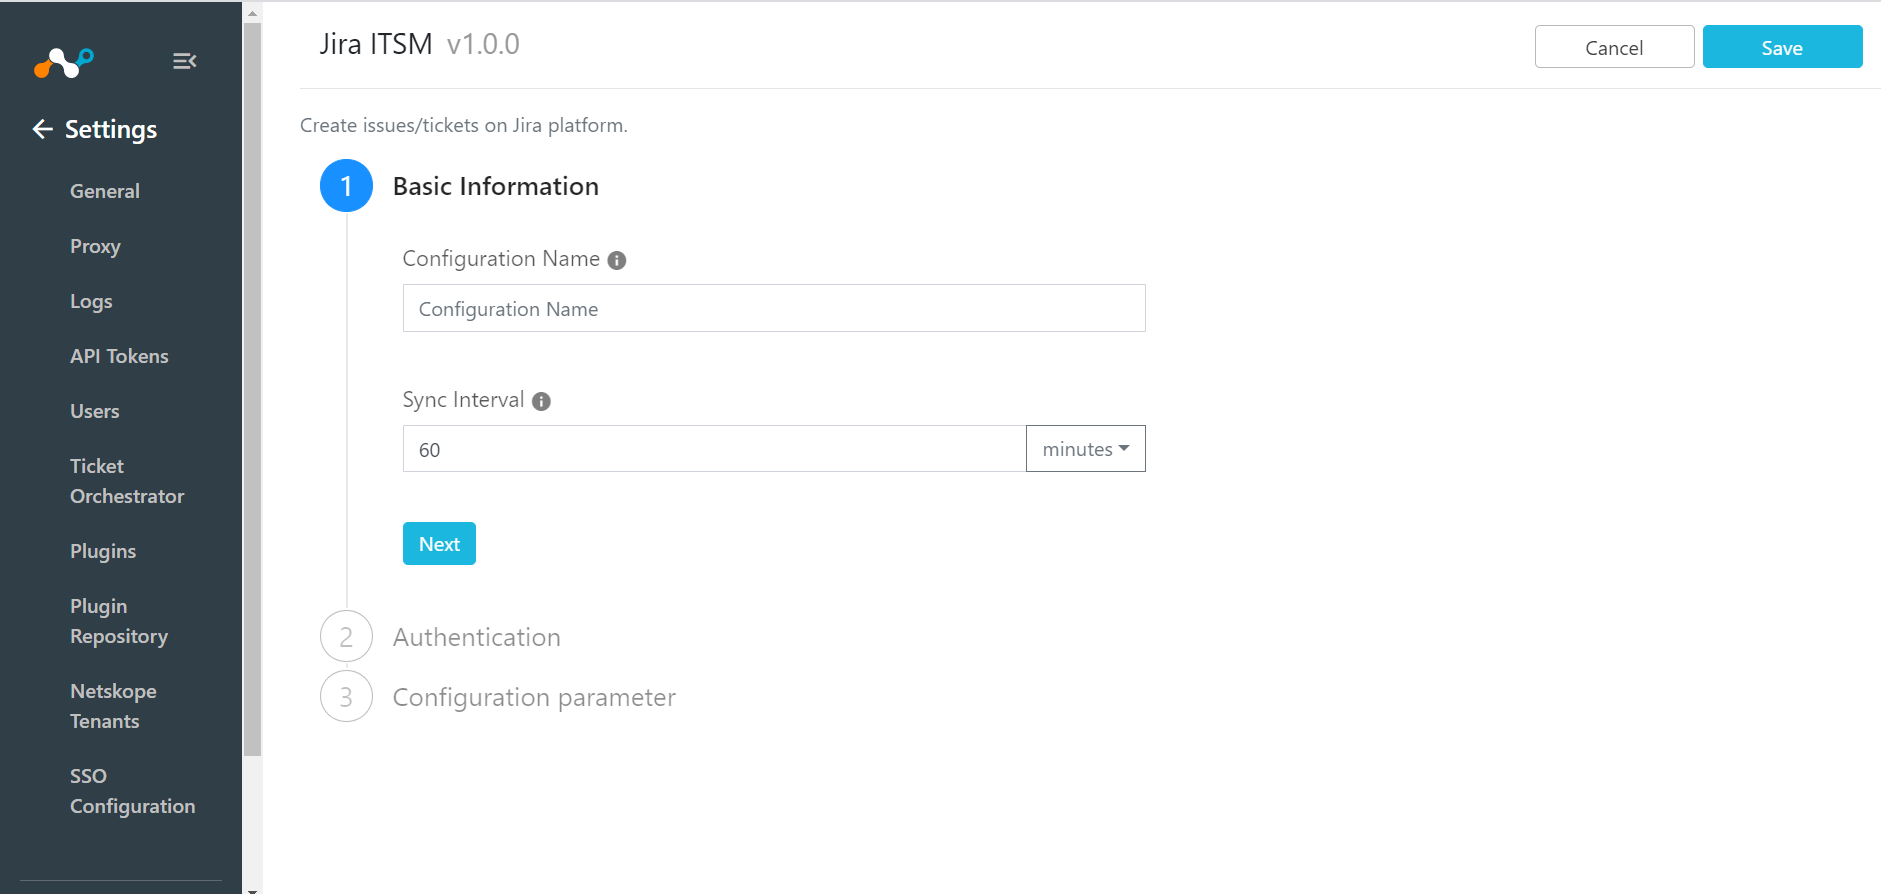 Settings
General
Proxy
Logs
API Tokens
Users
Ticket
Orchestrator
Plugins
Plugin
Repository
Netskope
Tenants
SSO
Configuration
Jira ITSM v1.0.0
Cancel
Save
Create issues/tickets on Jira platform.
1 Basic Information
Configuration Name
Configuration Name
Sync Interval
60 minutes
Next
2 Authentication
3 Configuration parameter